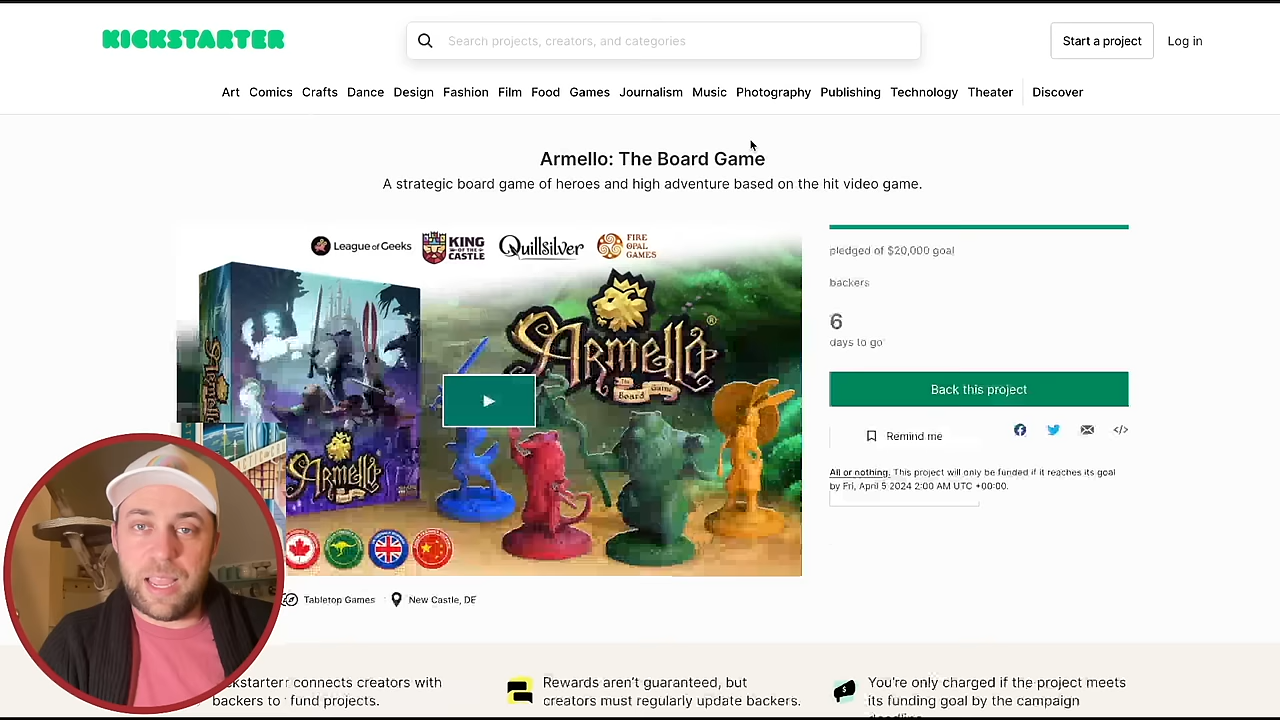 KICKSTARTER
Search projects, creators, and categories
Start a project
Log in
Art Comics Crafts Dance Design Fashion Film Food Games Journalism Music Photography Publishing Technology Theater Discover
Armello: The Board Game
A strategic board game of heroes and high adventure based on the hit video game.
League of Geeks
KING
OF THE
CASTLE
Quillsilver
FIRE
OPAL
GAMES
ARMELLO
ARMELLO®
The
Board Game
ARMELLO
pledged of $20,000 goal
backers
6
days to go
Back this project
Remind me
</>
All or nothing. This project will only be funded if it reaches its goal
by Fri, April 5 2024 2:00 AM UTC +00:00.
Tabletop Games
New Castle, DE
kstarter connects creators with
backers to fund projects.
Rewards aren't guaranteed, but
creators must regularly update backers.
You're only charged if the project meets
its funding goal by the campaign
deadline.